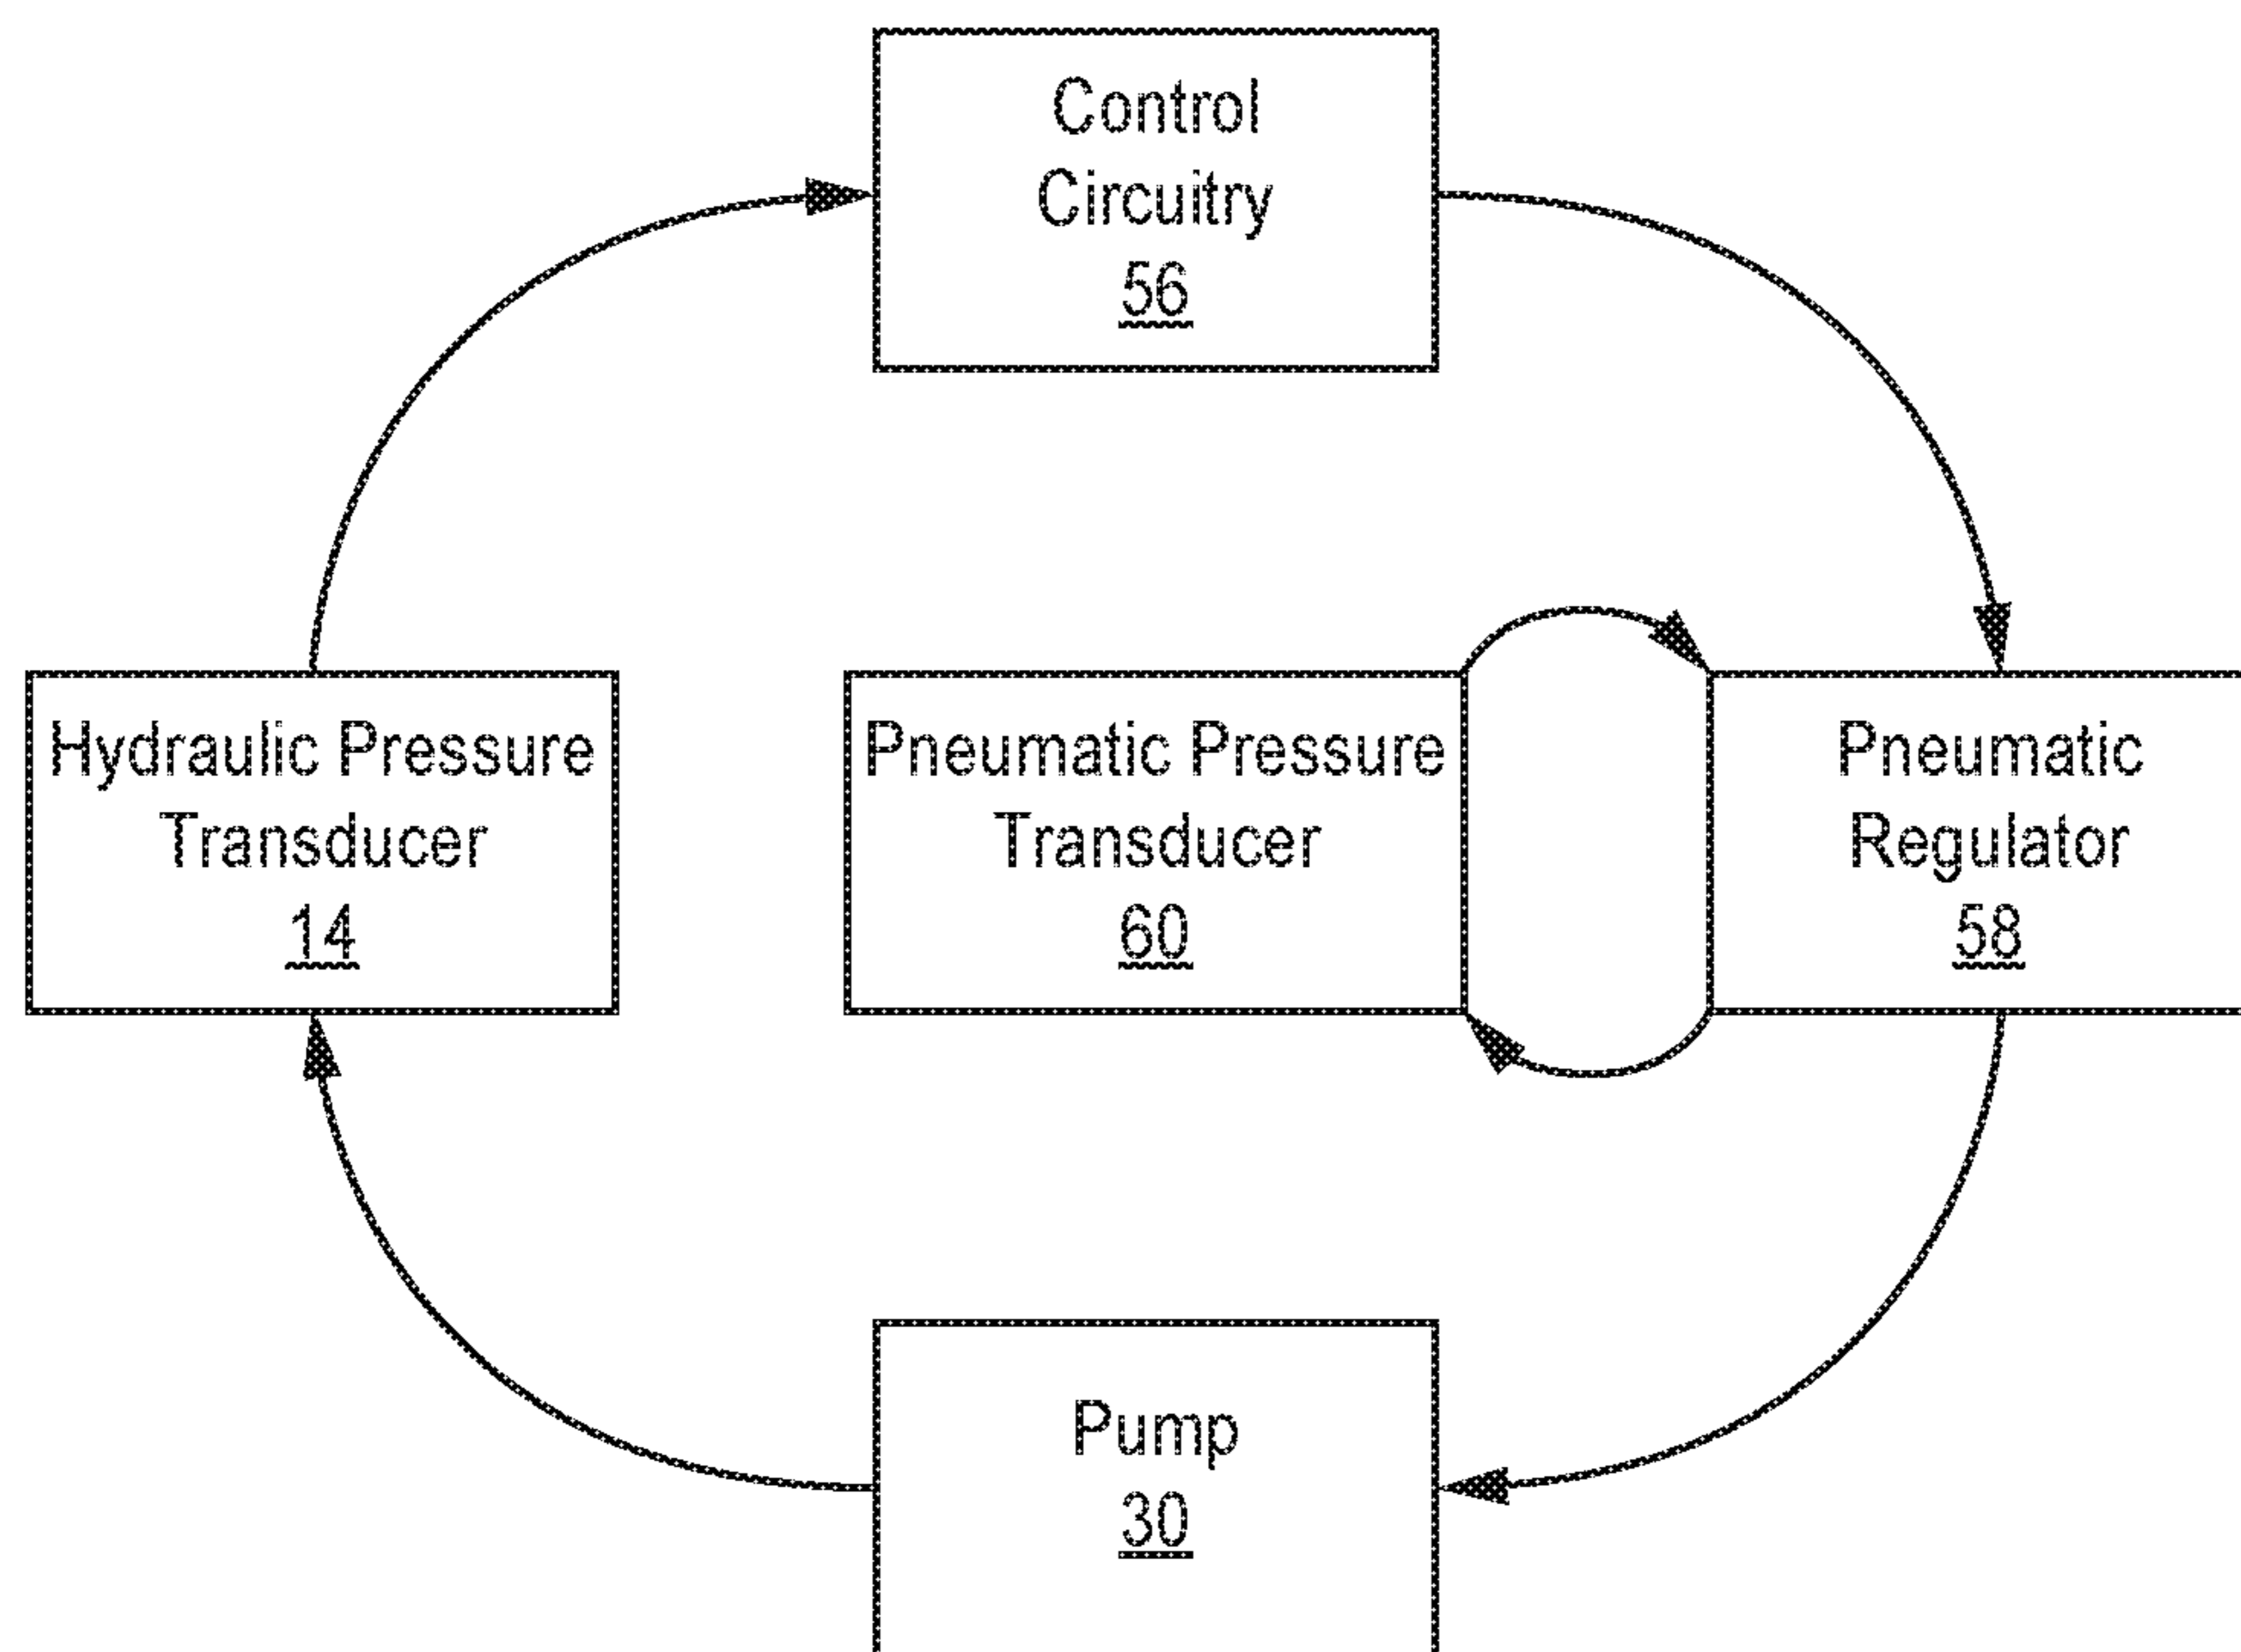 Control
Circuitry
56
Hydraulic Pressure
Transducer
14
Pneumatic Pressure
Transducer
60
Pneumatic
Regulator
58
Pump
30